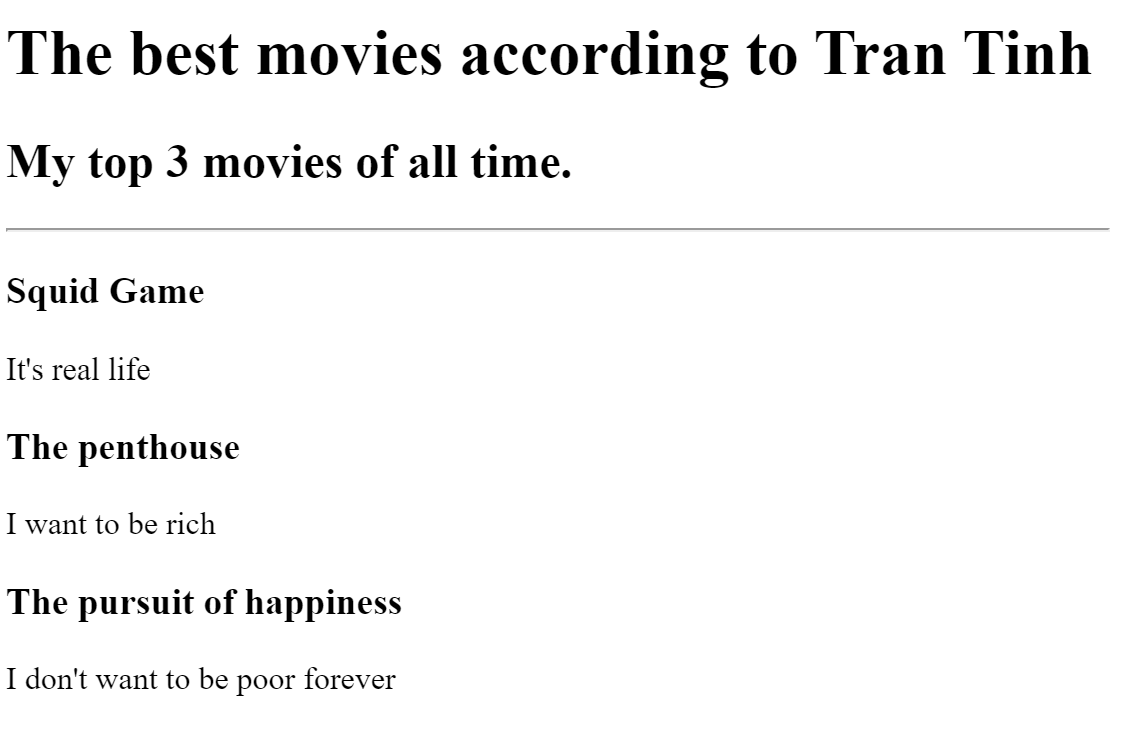 The best movies according to Tran Tinh
My top 3 movies of all time.
Squid Game
It's real life
The penthouse
I want to be rich
The pursuit of happiness
I don't want to be poor forever